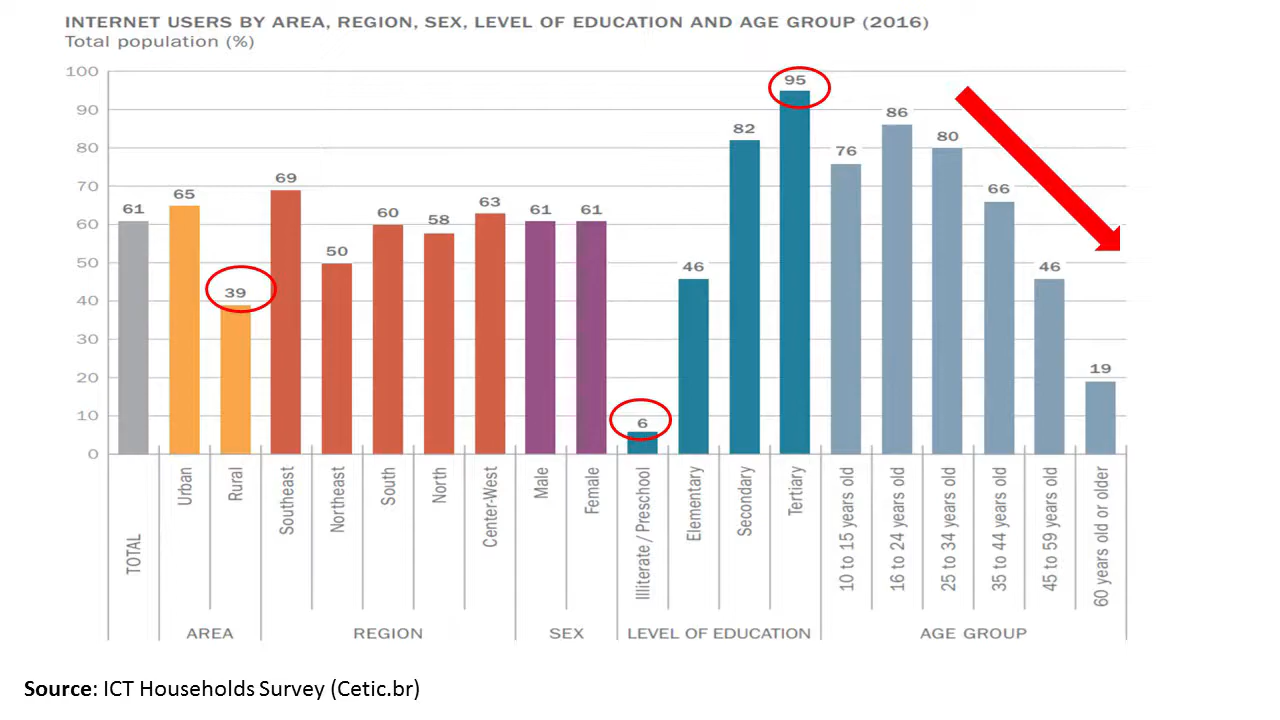 INTERNET USERS BY AREA, REGION, SEX, LEVEL OF EDUCATION AND AGE GROUP (2016)
Total population (%)
100
90
80
70
60
50
40
30
20
10
0
61
65
39
69
50
60
58
63
61
61
6
46
82
95
76
86
80
66
46
19
TOTAL
Urban
Rural
Southeast
Northeast
South
North
Center-West
Male
Female
Illiterate / Preschool
Elementary
Secondary
Tertiary
10 to 15 years old
16 to 24 years old
25 to 34 years old
35 to 44 years old
45 to 59 years old
60 years old or older
AREA
REGION
SEX
LEVEL OF EDUCATION
AGE GROUP
Source: ICT Households Survey (Cetic.br)